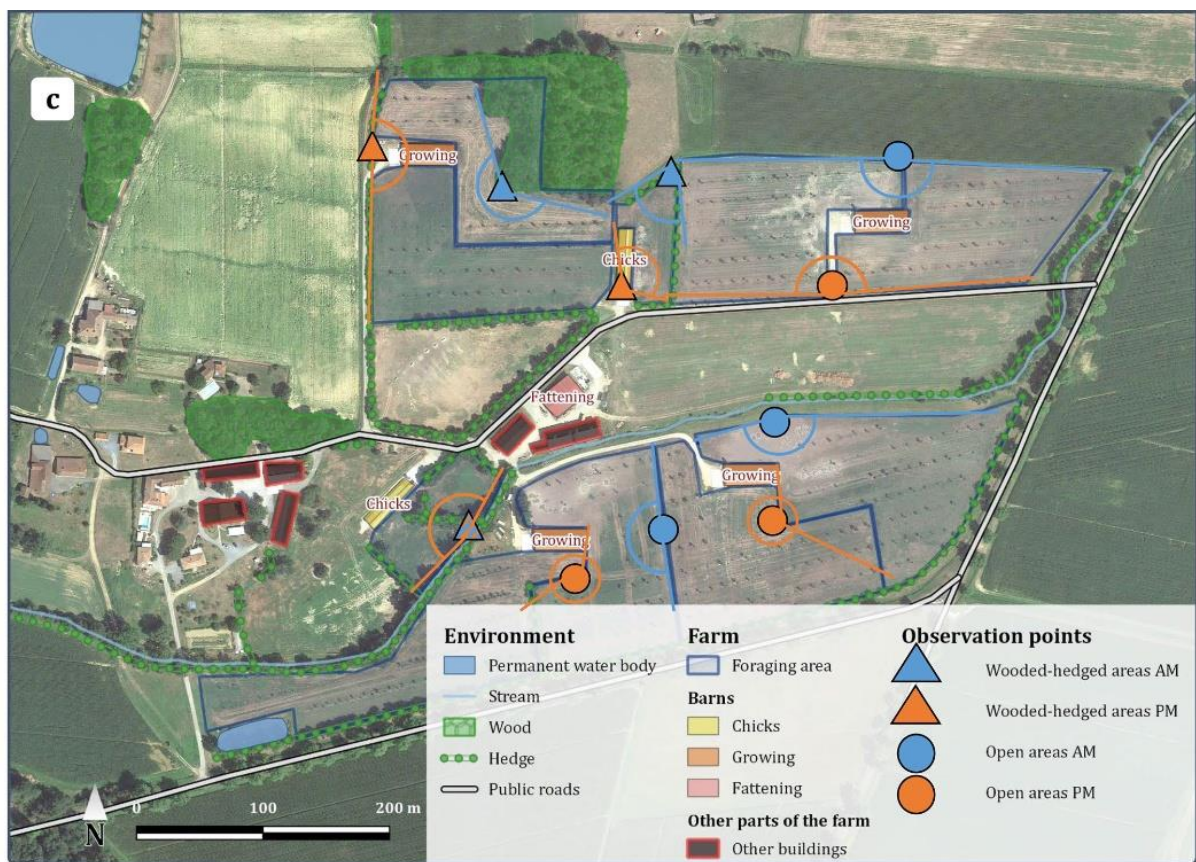 c
Growing
Growing
Chicks
Fattening
Chicks
Growing
Growing
Environment
Permanent water body
Stream
Wood
Hedge
Public roads
Farm
Foraging area
Barns
Chicks
Growing
Fattening
Other parts of the farm
Other buildings
Observation points
Wooded-hedged areas AM
Wooded-hedged areas PM
Open areas AM
Open areas PM
N
0 100 200 m